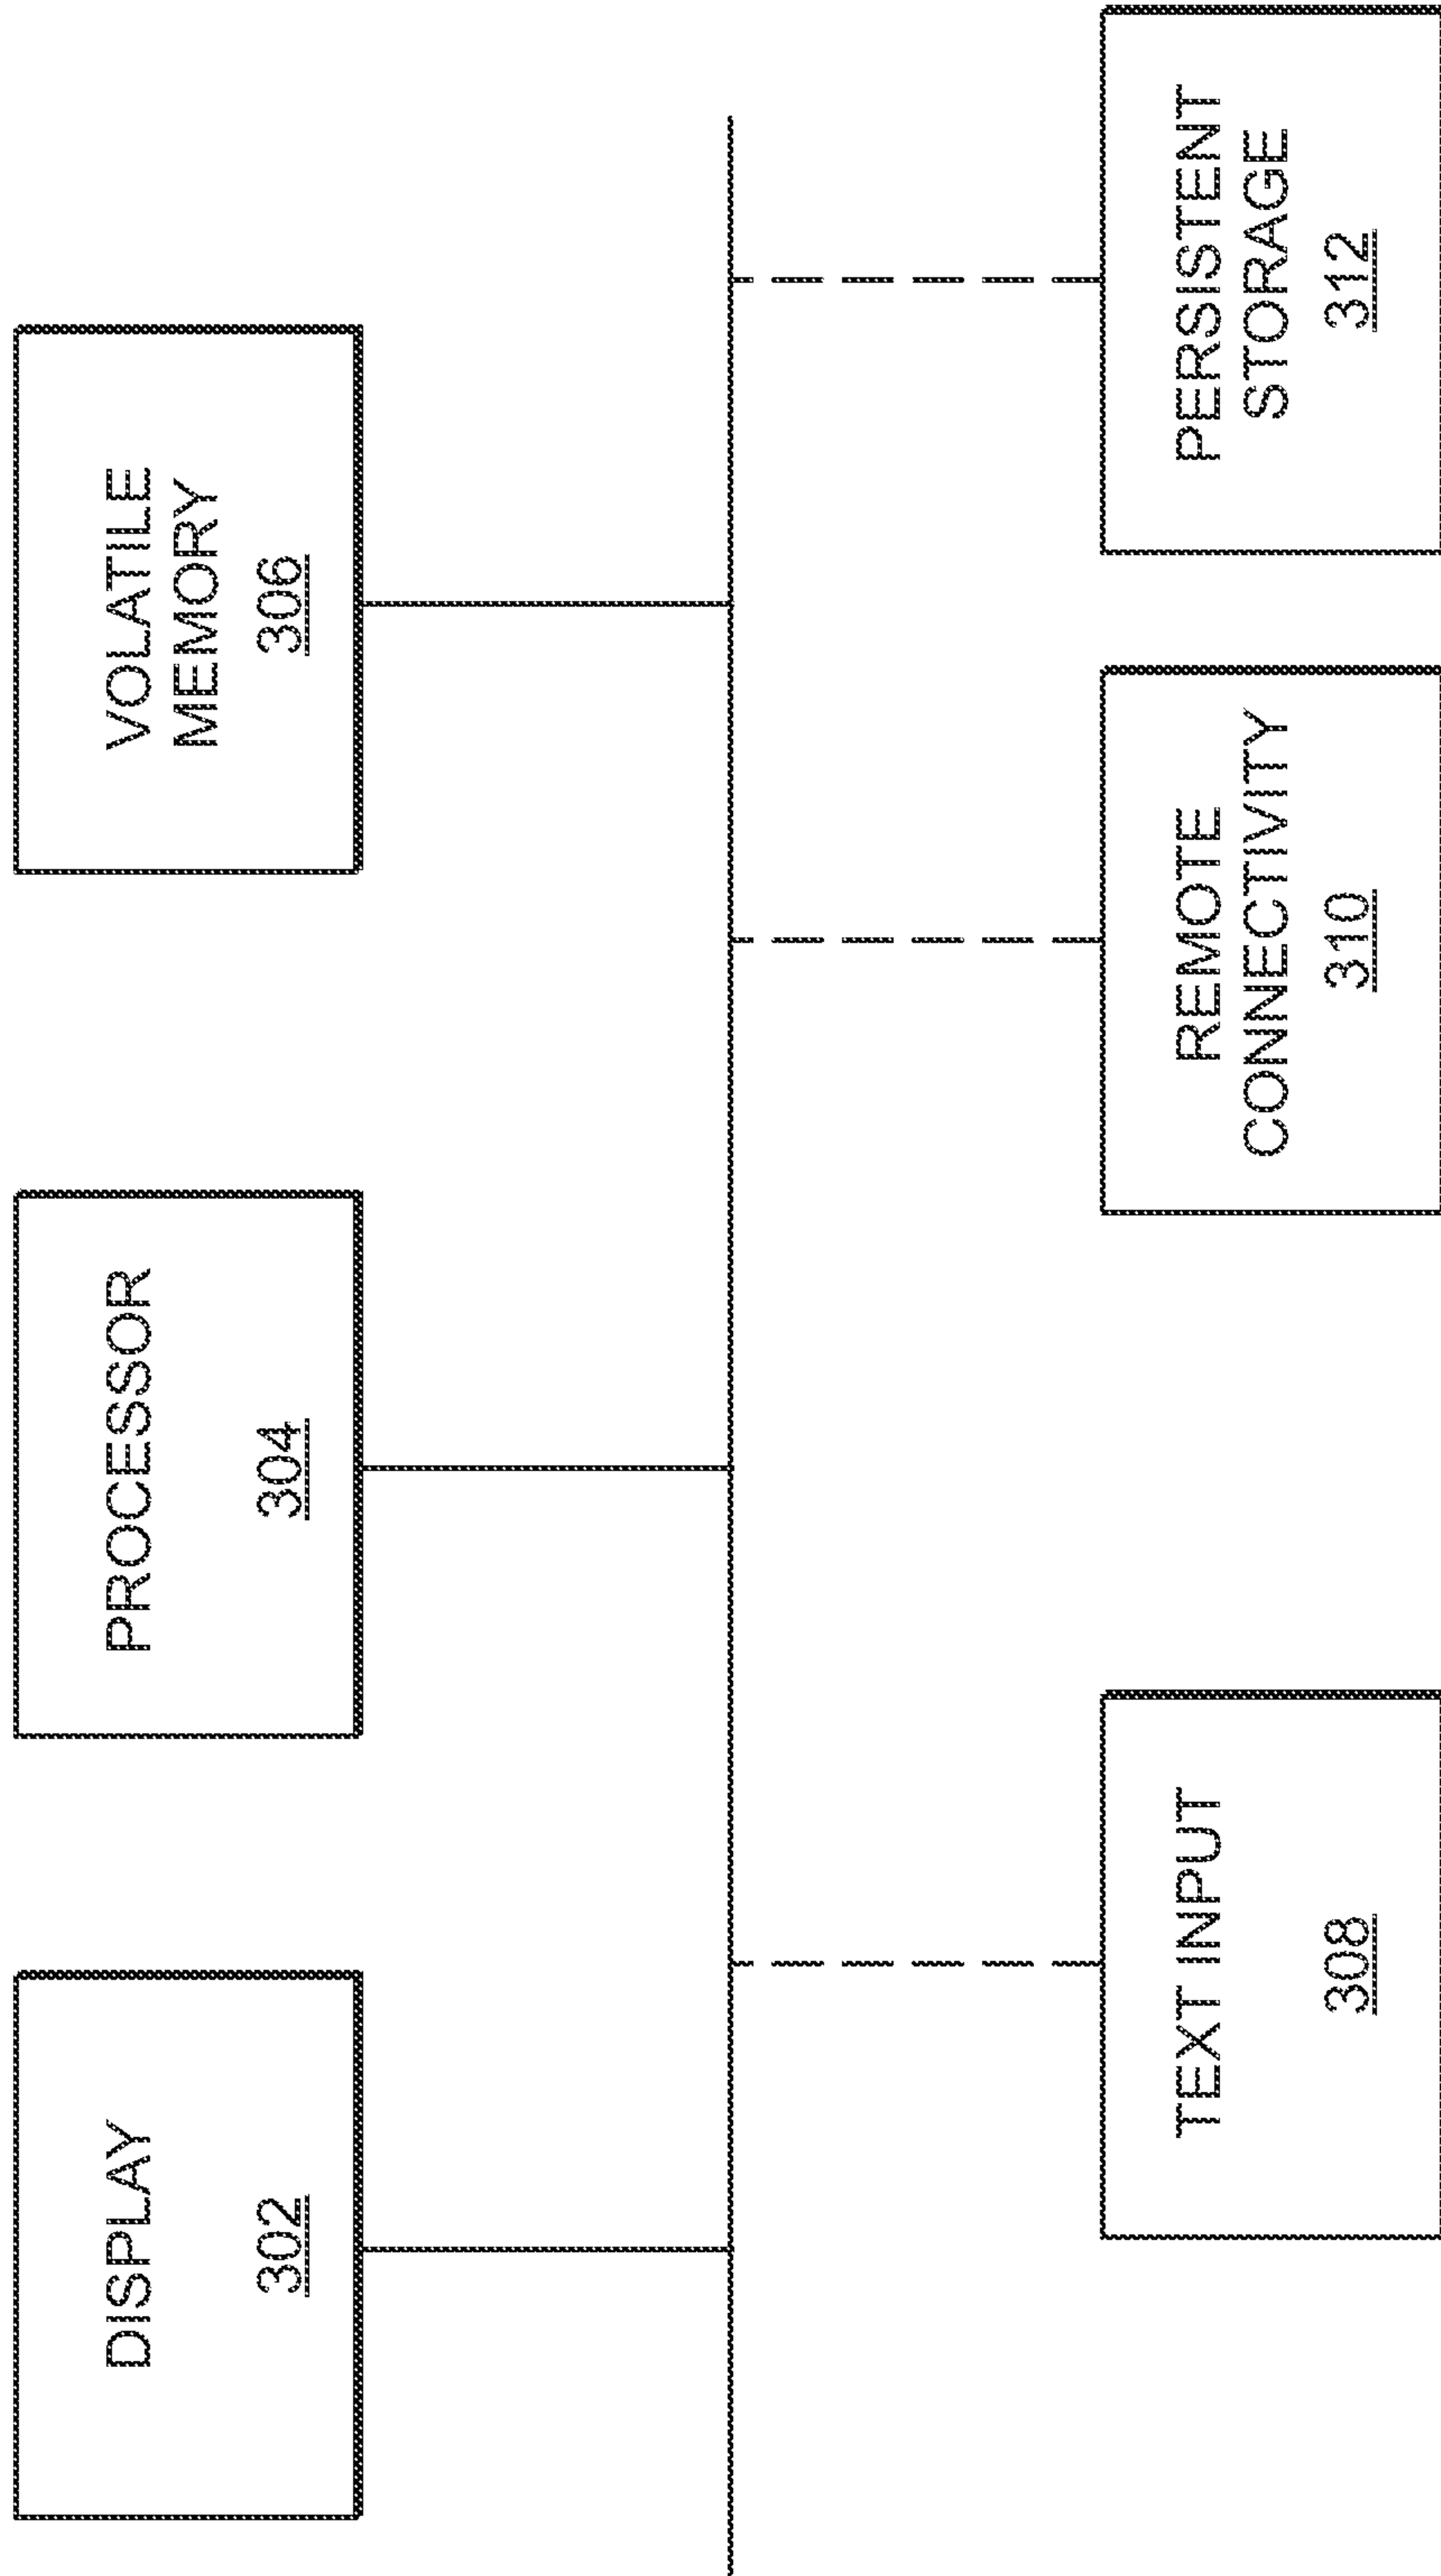 DISPLAY
302
PROCESSOR
304
VOLATILE
MEMORY
306
TEXT INPUT
308
REMOTE
CONNECTIVITY
310
PERSISTENT
STORAGE
312